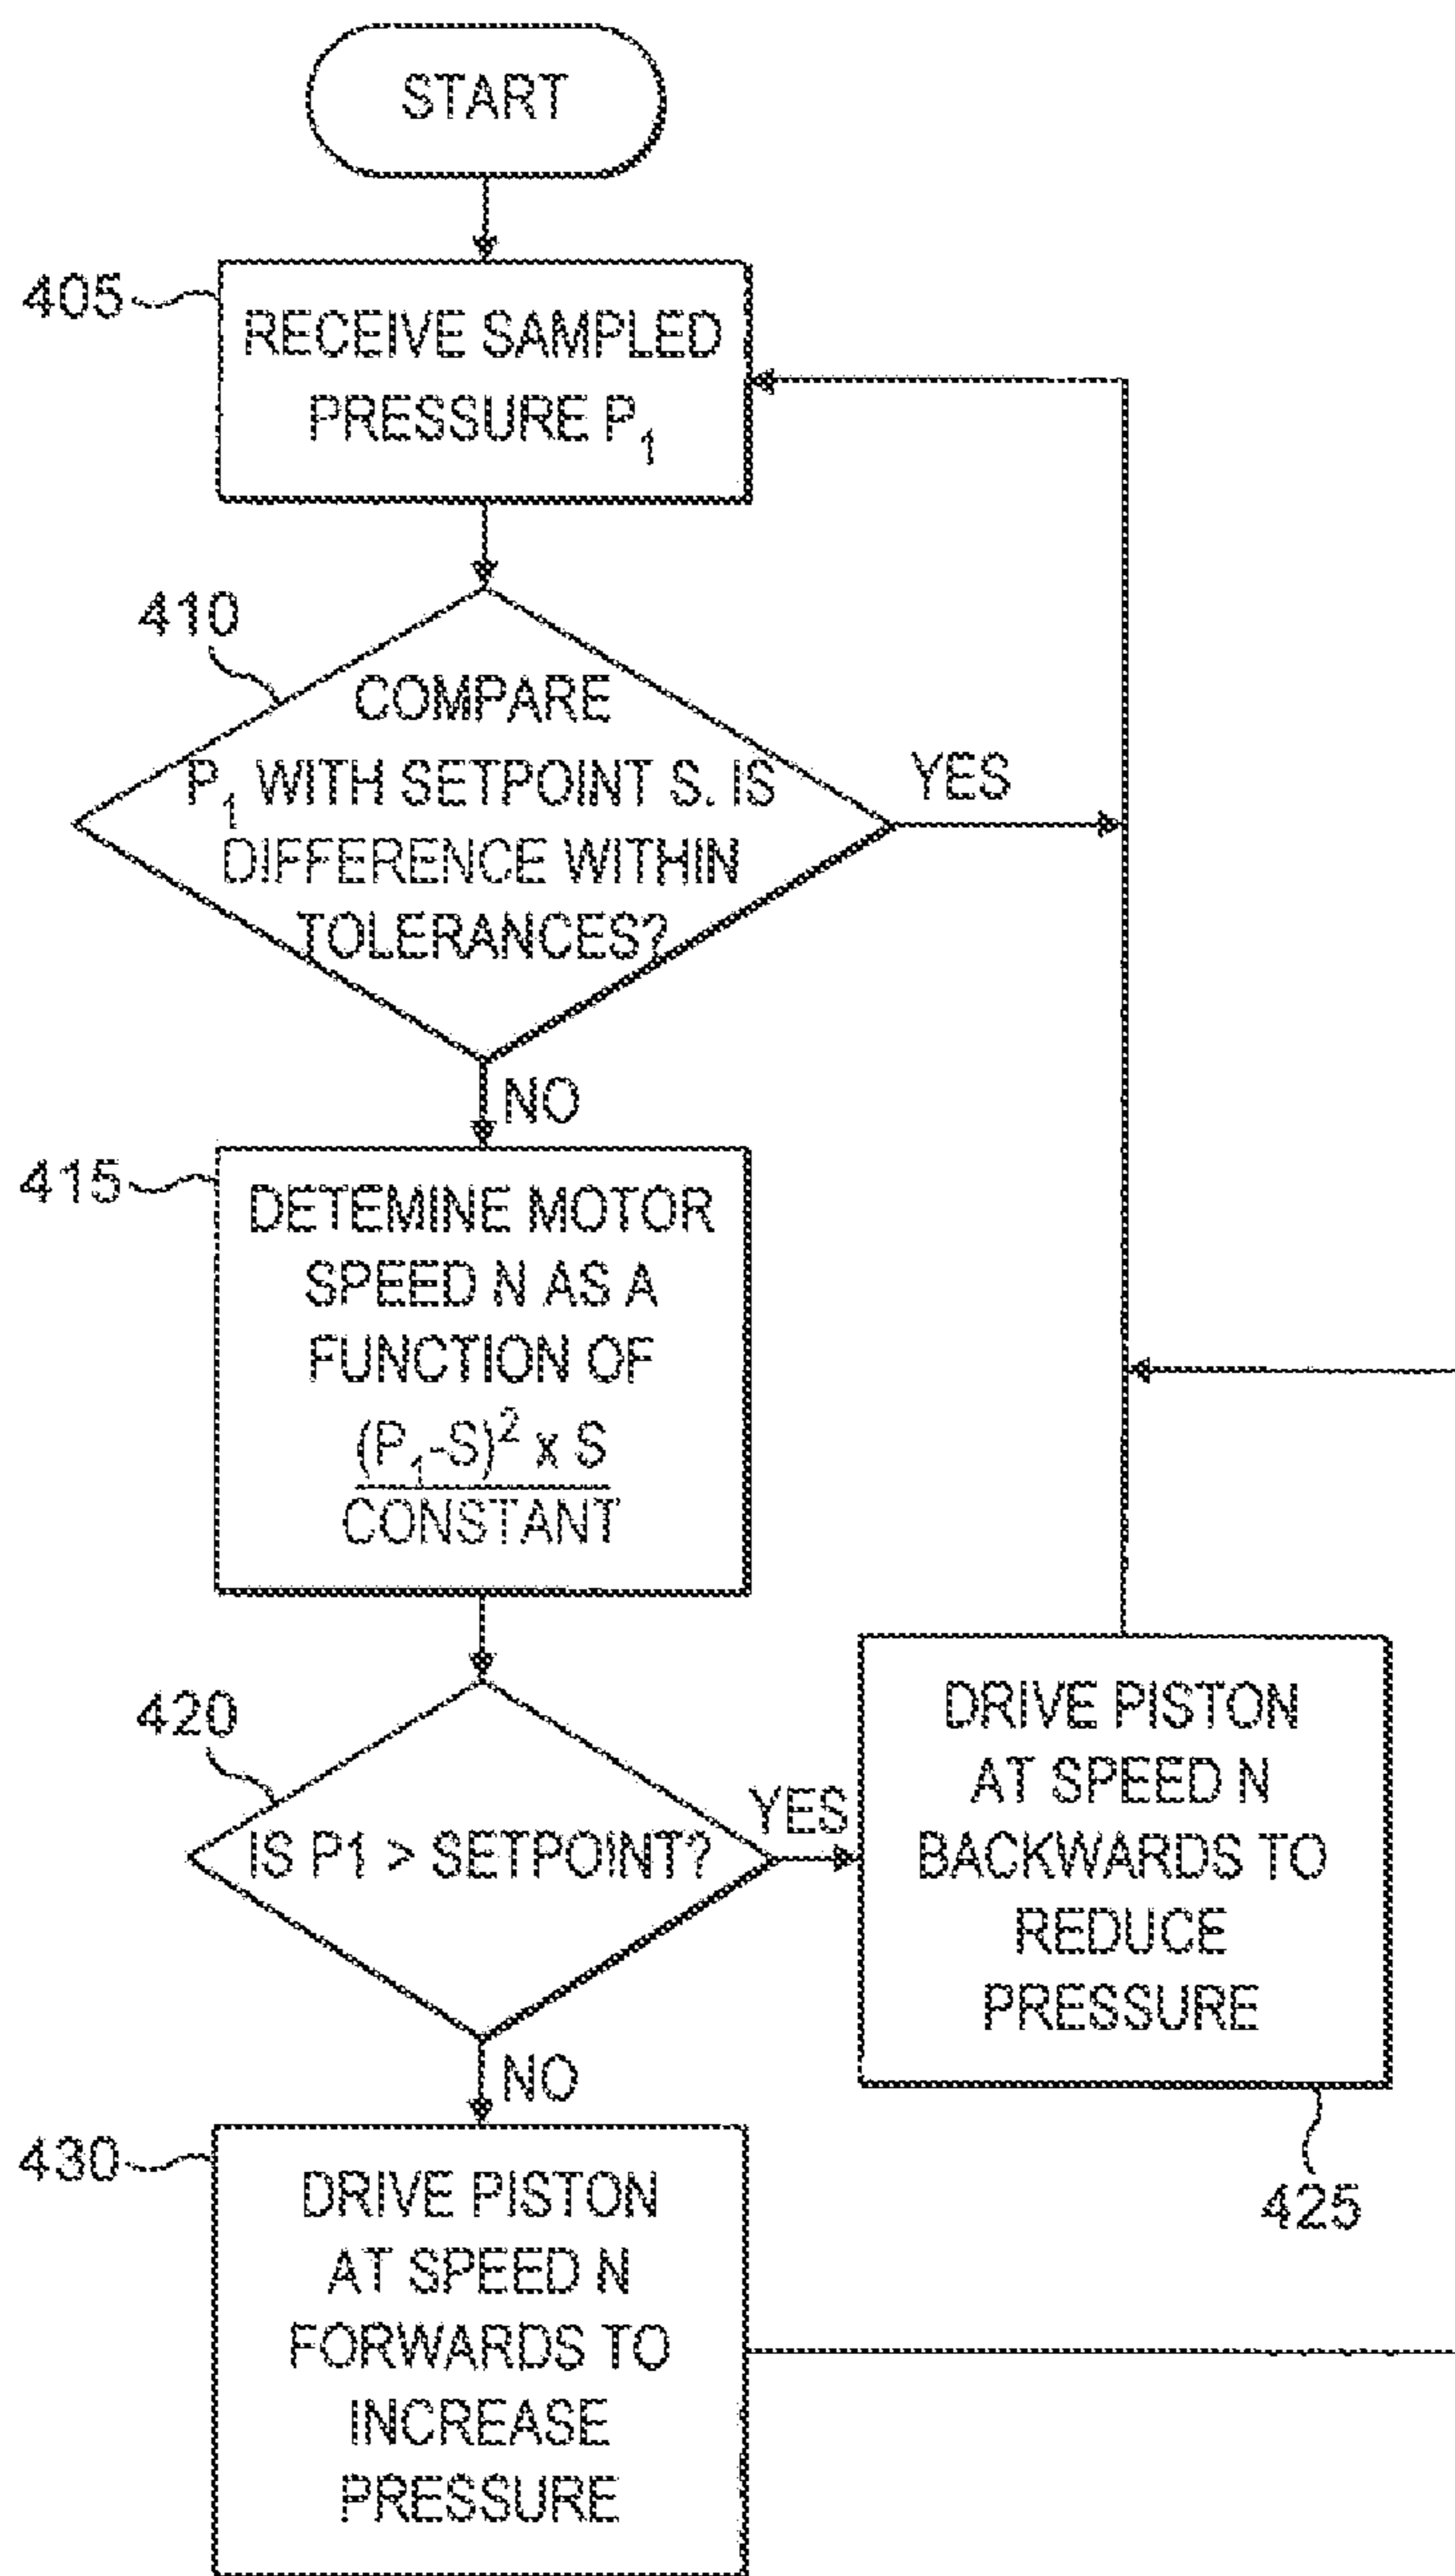 START
405
RECEIVE SAMPLED
PRESSURE P₁
410
COMPARE
P₁ WITH SETPOINT S. IS
DIFFERENCE WITHIN
TOLERANCES?
YES
NO
415
DETEMINE MOTOR
SPEED N AS A
FUNCTION OF
(P₁-S)² x S
CONSTANT
420
IS P1 > SETPOINT?
YES
DRIVE PISTON
AT SPEED N
BACKWARDS TO
REDUCE
PRESSURE
425
NO
430
DRIVE PISTON
AT SPEED N
FORWARDS TO
INCREASE
PRESSURE